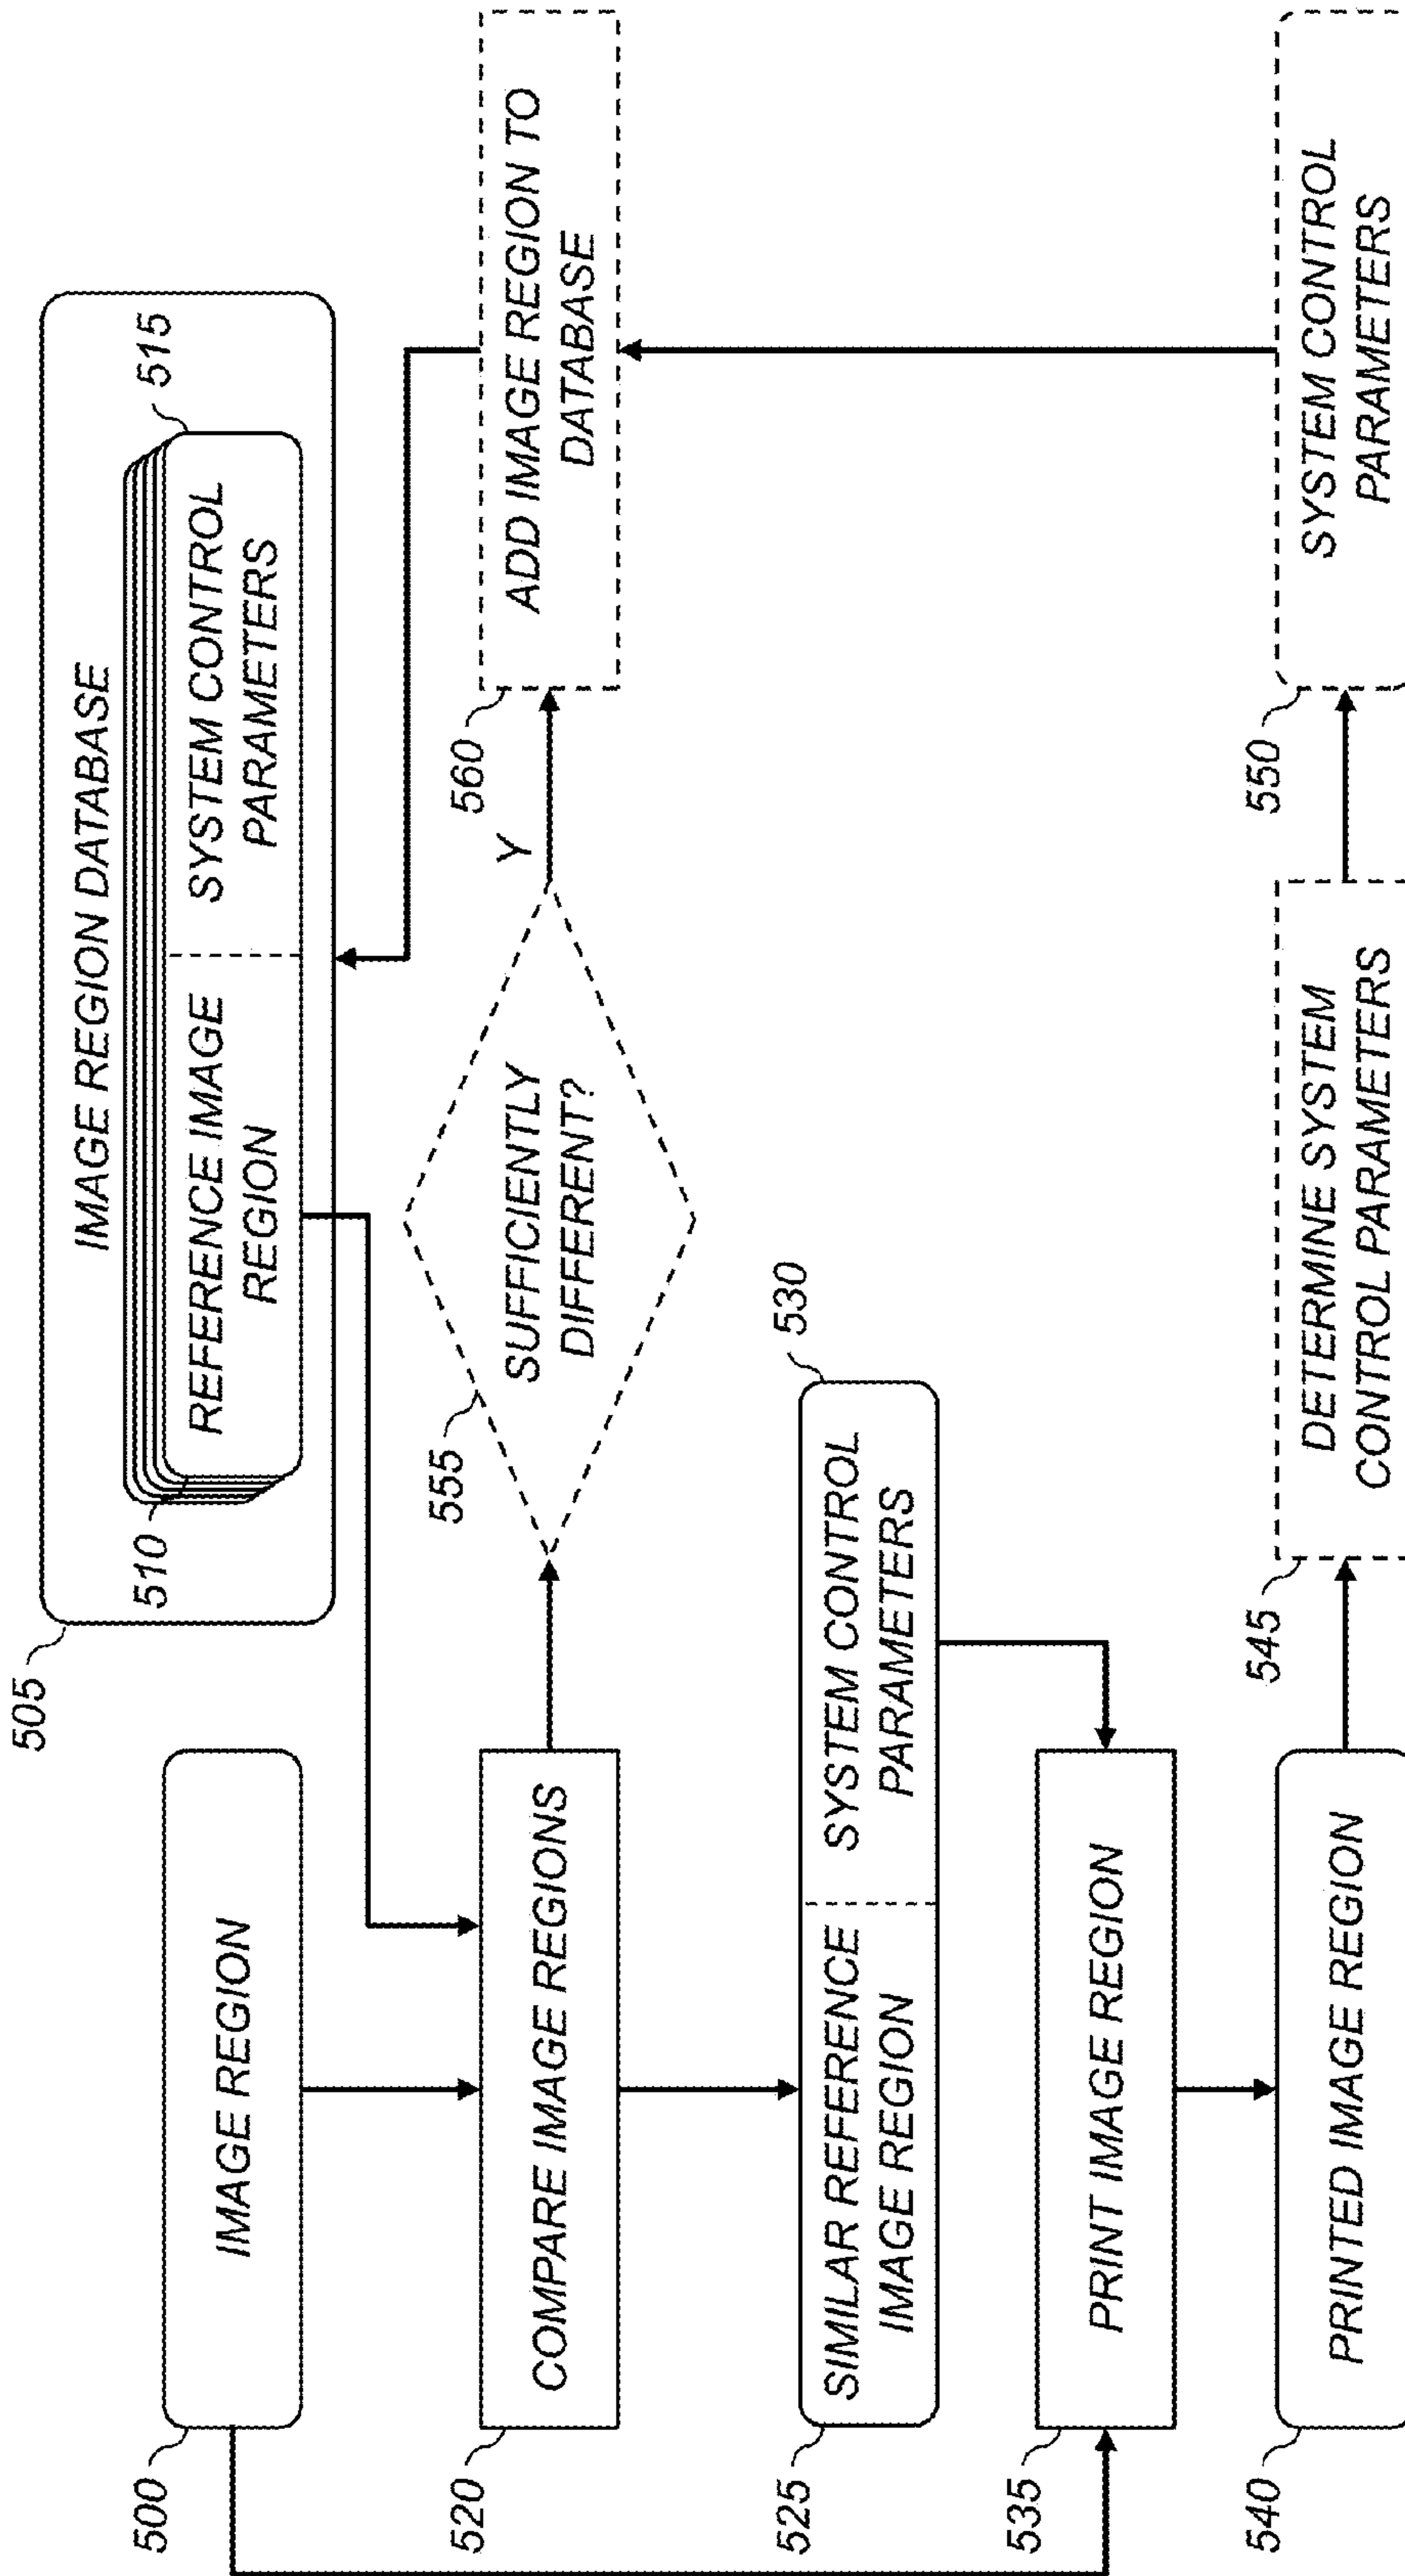 505
IMAGE REGION DATABASE
500
IMAGE REGION
510
REFERENCE IMAGE
REGION
SYSTEM CONTROL
PARAMETERS
515
520
COMPARE IMAGE REGIONS
555
SUFFICIENTLY
DIFFERENT?
Y
560
ADD IMAGE REGION TO
DATABASE
525
SIMILAR REFERENCE
IMAGE REGION
SYSTEM CONTROL
PARAMETERS
530
535
PRINT IMAGE REGION
540
PRINTED IMAGE REGION
545
DETERMINE SYSTEM
CONTROL PARAMETERS
550
SYSTEM CONTROL
PARAMETERS